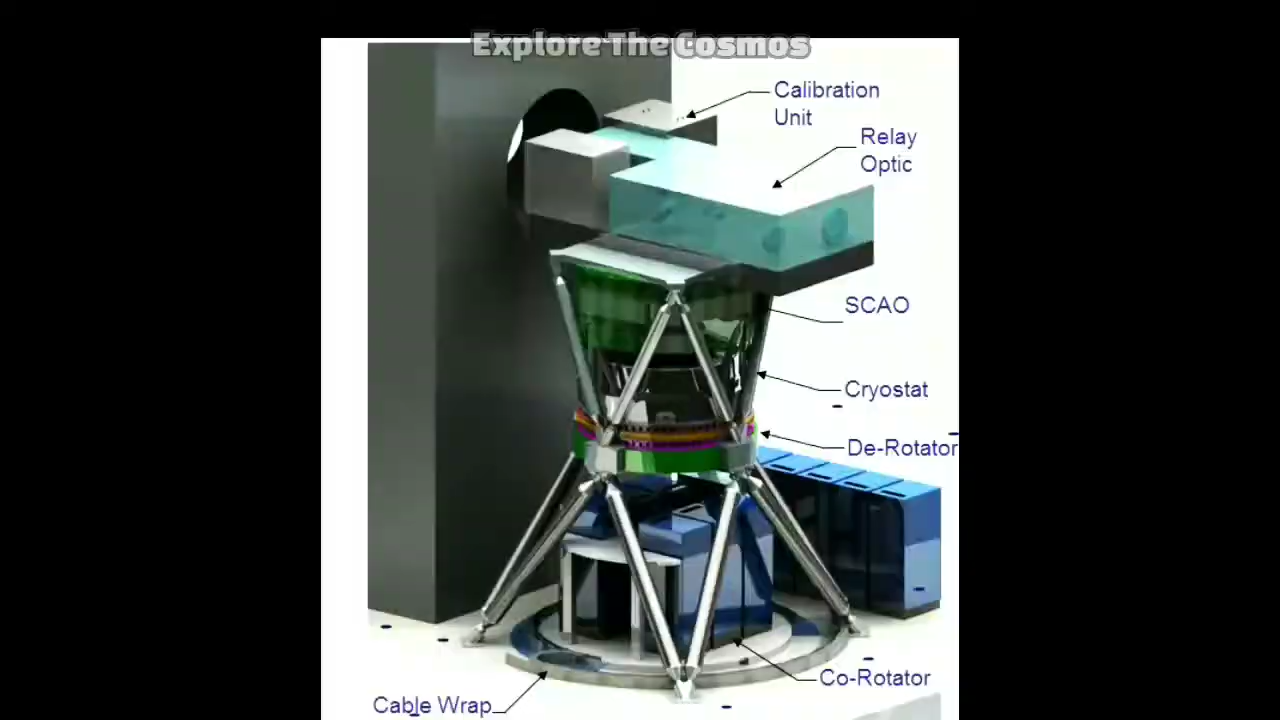 Explore The Cosmos
Calibration
Unit
Relay
Optic
SCAO
Cryostat
De-Rotator
Co-Rotator
Cable Wrap